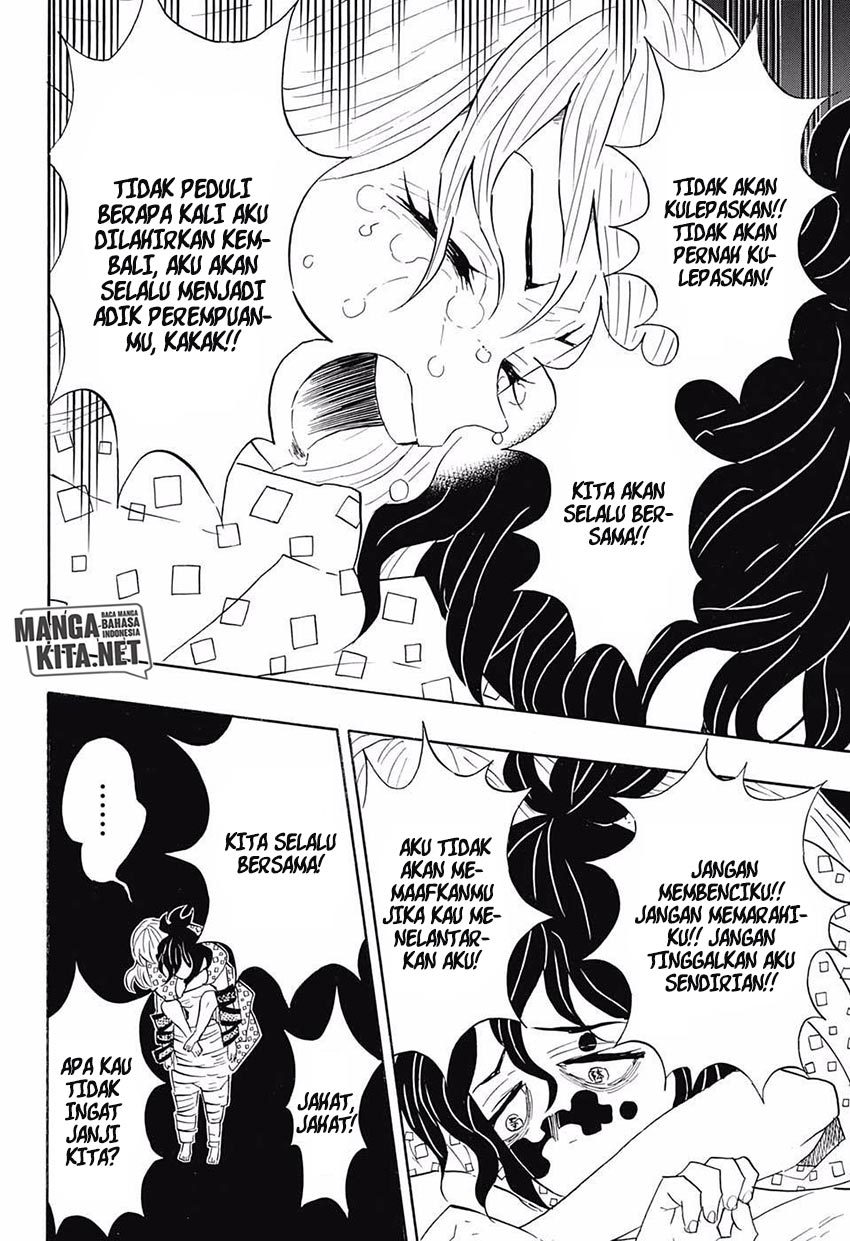 TIDAK AKAN
KULEPASKAN!!
TIDAK AKAN
PERNAH KU-
LEPASKAN!
TIDAK PEDULI
BERAPA KALI AKU
DILAHIRKAN KEM-
BALI, AKU AKAN
SELALU MENJADI
ADIK PEREMPUAN-
MU, KAKAK!!
KITA AKAN
SELALU BER-
SAMA!!
MANGA
KITA.NET
BACA MANGA
BAHASA
INDONESIA
JANGAN
MEMBENCIKU!!
JANGAN MEMARAHI-
KU!! JANGAN
TINGGALKAN AKU
SENDIRIAN!!
AKU TIDAK
AKAN ME-
MAAFKANMU
JIKA KAU ME-
NELANTAR-
KAN AKU!
KITA SELALU
BERSAMA!
......
JAHAT,
JAHAT!
APA KAU
TIDAK
INGAT
JANJI
KITA?